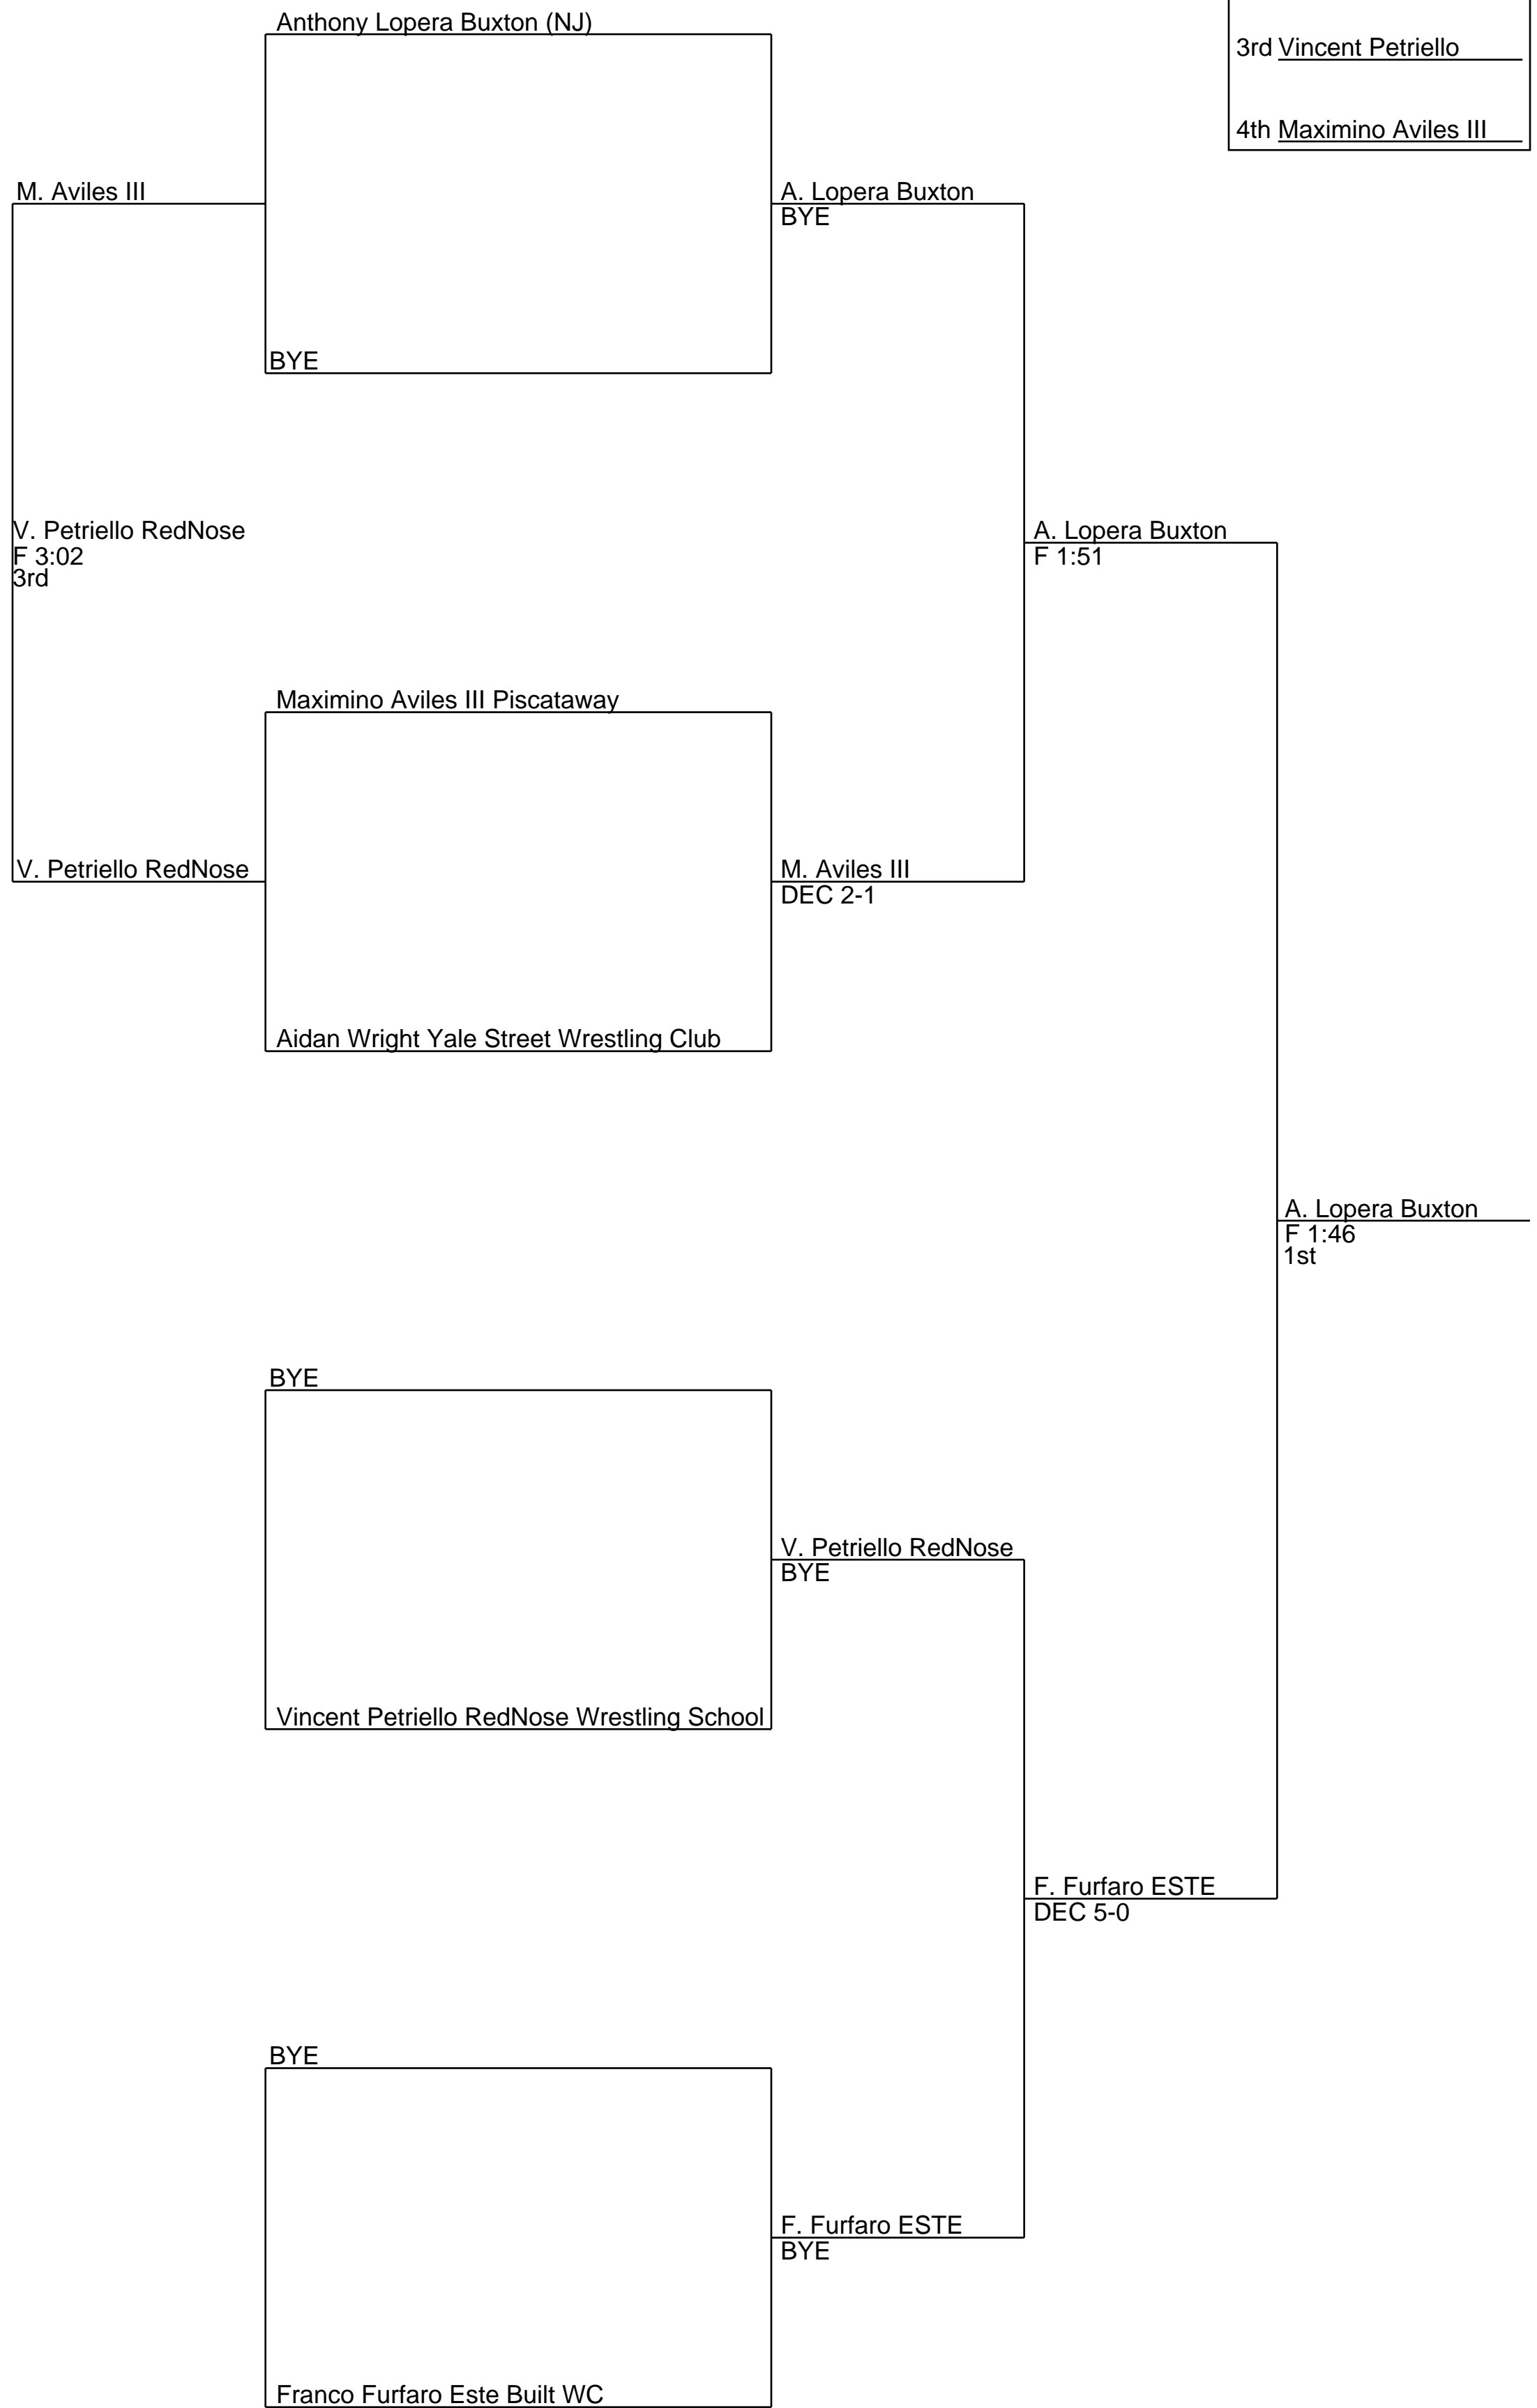 Anthony Lopera Buxton (NJ)
3rd Vincent Petriello
4th Maximino Aviles III
M. Aviles III
A. Lopera Buxton
BYE
BYE
V. Petriello RedNose
F 3:02
3rd
A. Lopera Buxton
F 1:51
Maximino Aviles III Piscataway
V. Petriello RedNose
M. Aviles III
DEC 2-1
Aidan Wright Yale Street Wrestling Club
A. Lopera Buxton
F 1:46
1st
BYE
V. Petriello RedNose
BYE
Vincent Petriello RedNose Wrestling School
F. Furfaro ESTE
DEC 5-0
BYE
F. Furfaro ESTE
BYE
Franco Furfaro Este Built WC